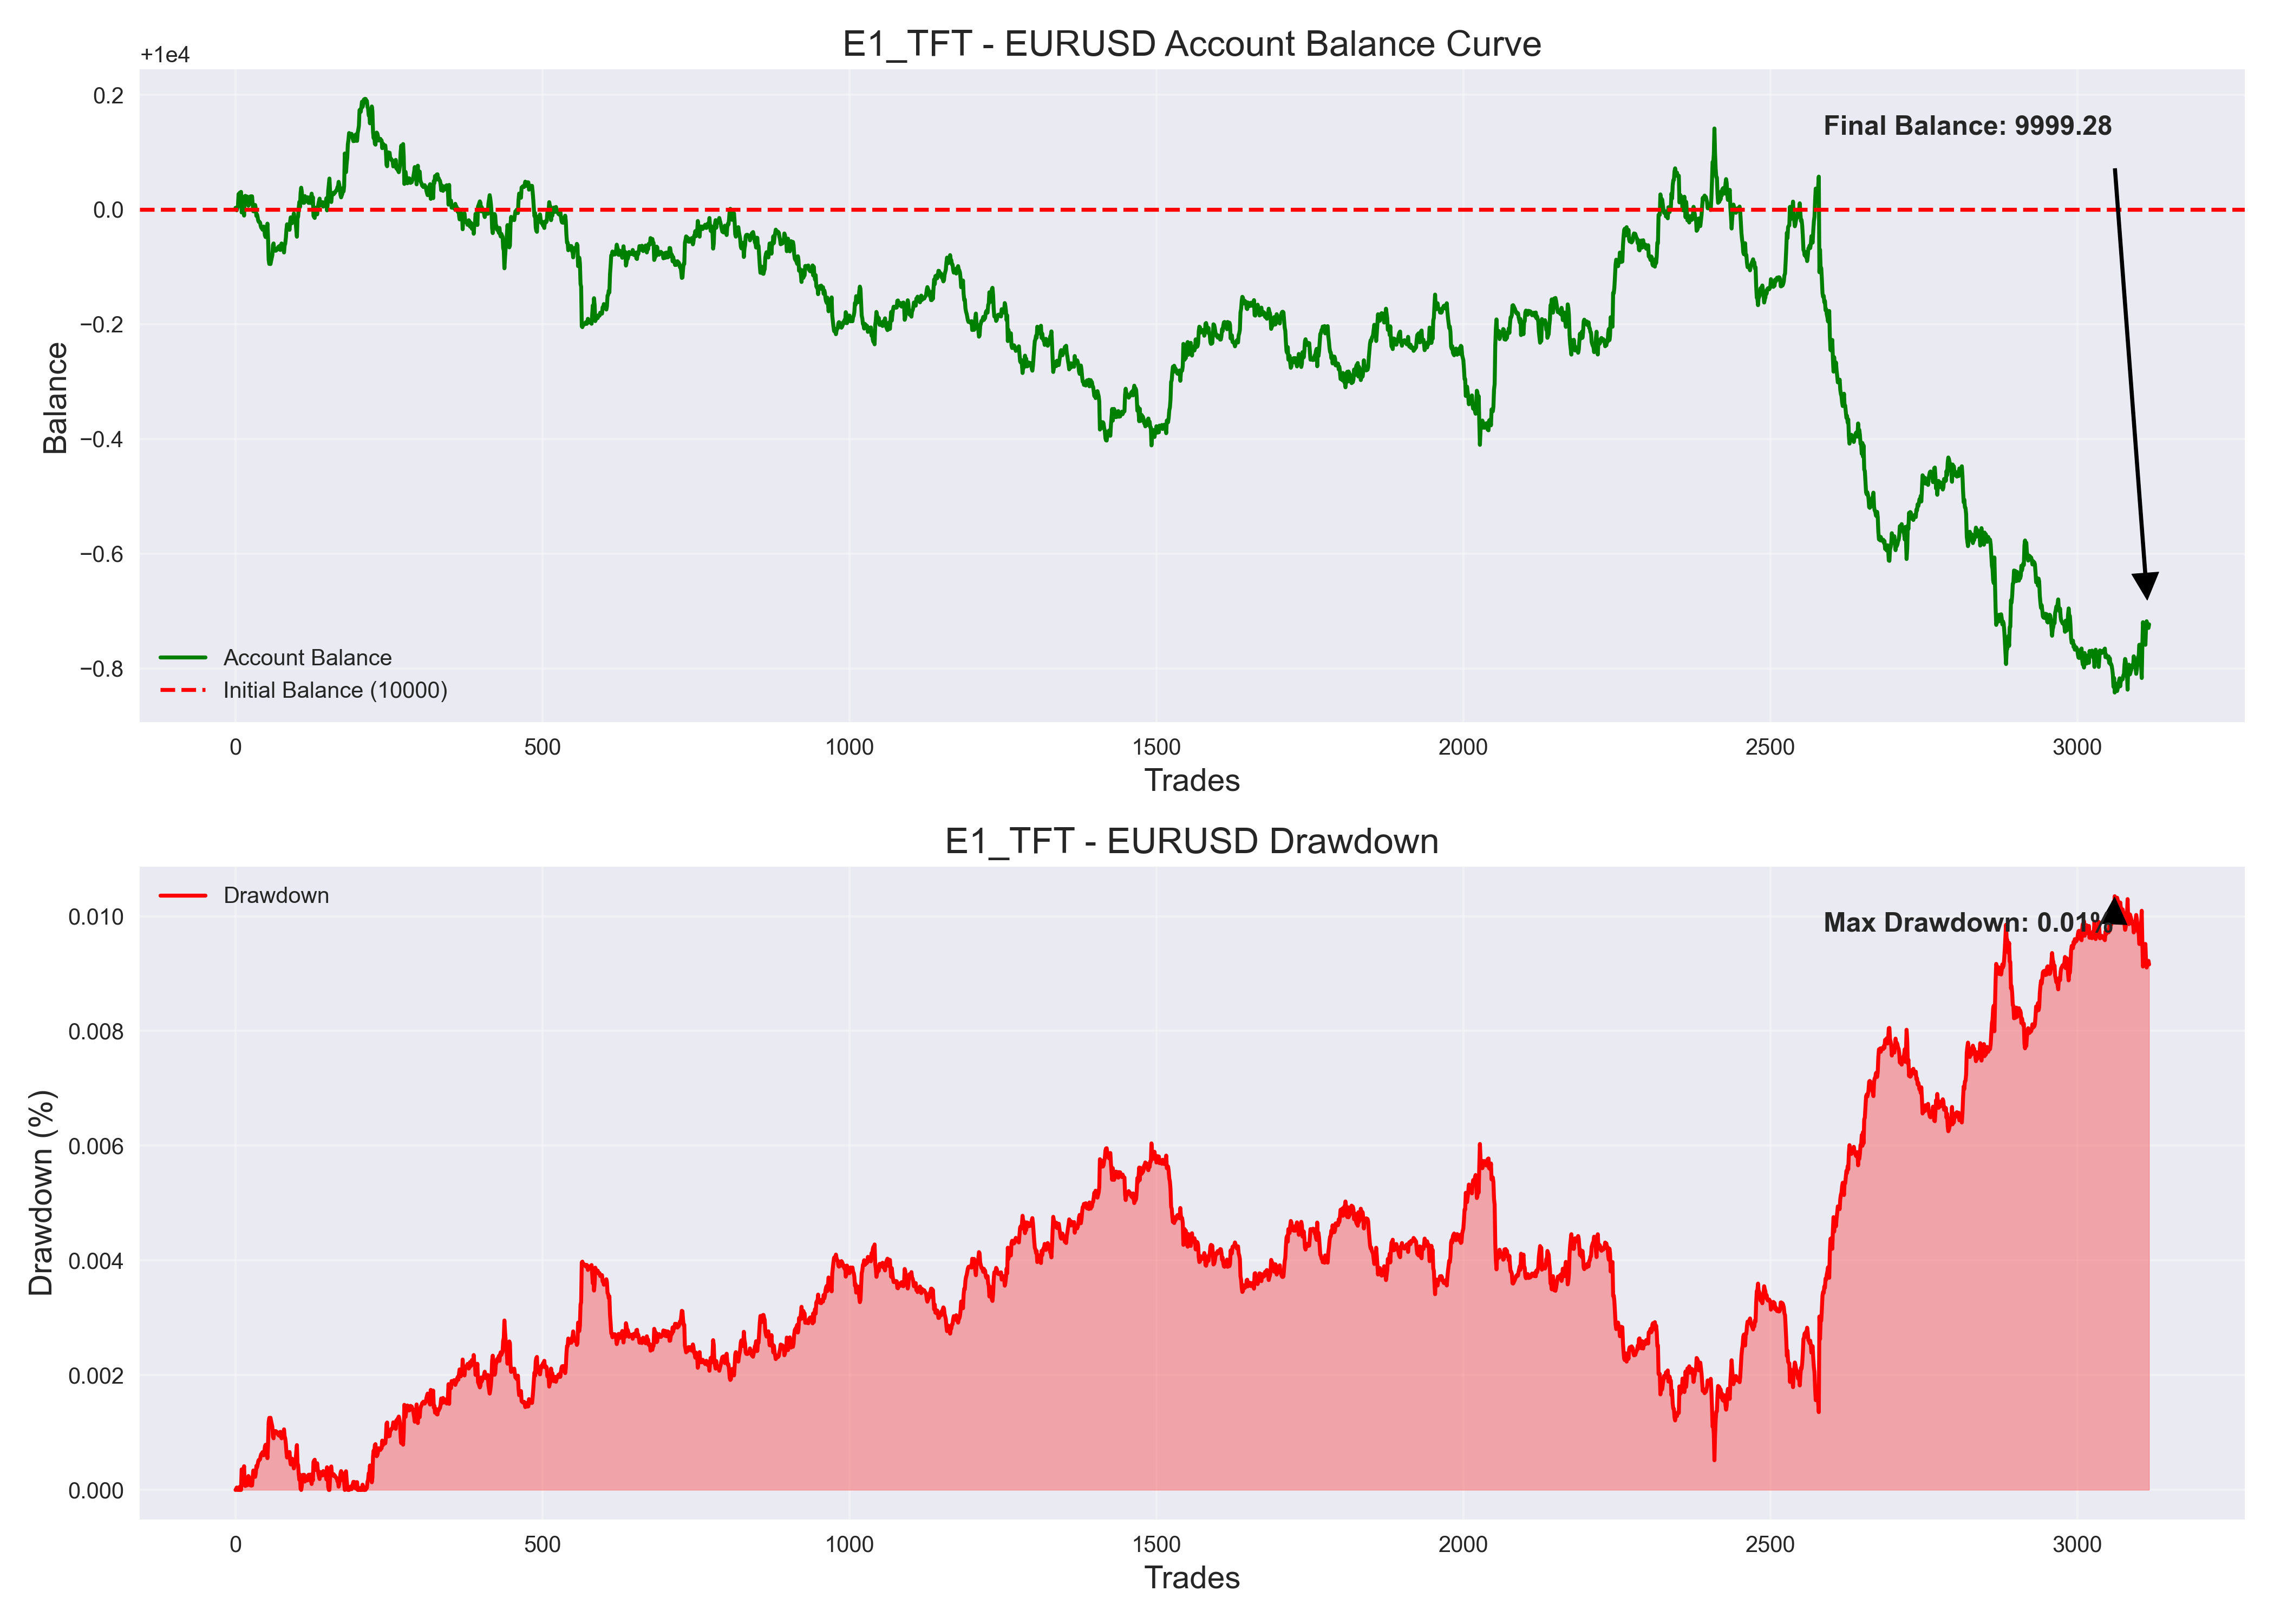 E1_TFT - EURUSD Account Balance Curve
+1e4
0.2
0.0
−0.2
−0.4
−0.6
−0.8
Balance
Final Balance: 9999.28
Account Balance
Initial Balance (10000)
0 500 1000 1500 2000 2500 3000
Trades
E1_TFT - EURUSD Drawdown
Drawdown
0.010
0.008
0.006
0.004
0.002
0.000
Drawdown (%)
Max Drawdown: 0.01%
0 500 1000 1500 2000 2500 3000
Trades